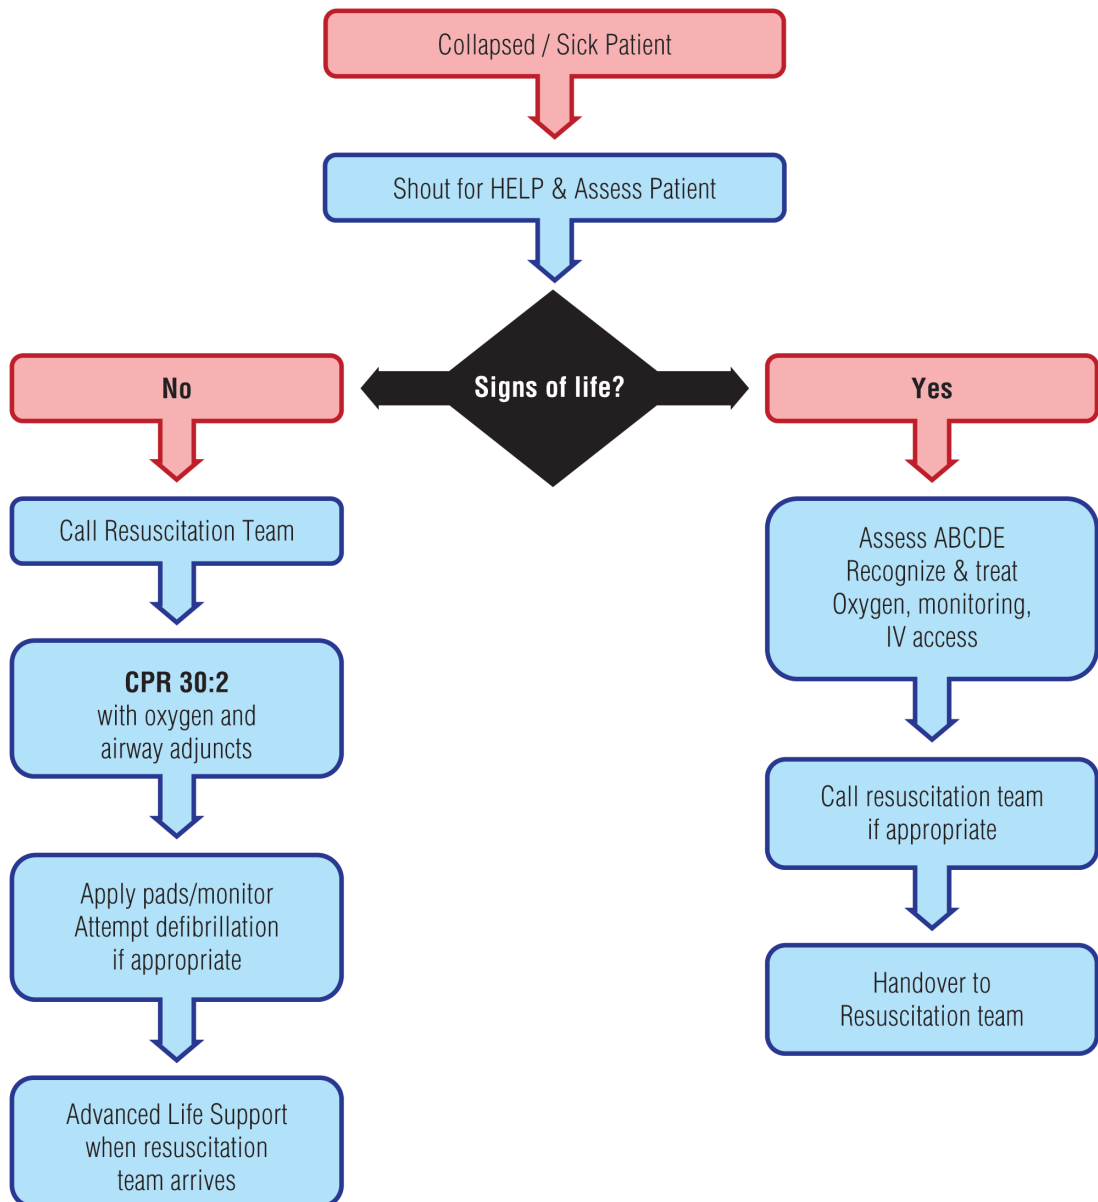 Collapsed / Sick Patient
Shout for HELP & Assess Patient
Signs of life?
No
Call Resuscitation Team
CPR 30:2
with oxygen and
airway adjuncts
Apply pads/monitor
Attempt defibrillation
if appropriate
Advanced Life Support
when resuscitation
team arrives
Yes
Assess ABCDE
Recognize & treat
Oxygen, monitoring,
IV access
Call resuscitation team
if appropriate
Handover to
Resuscitation team